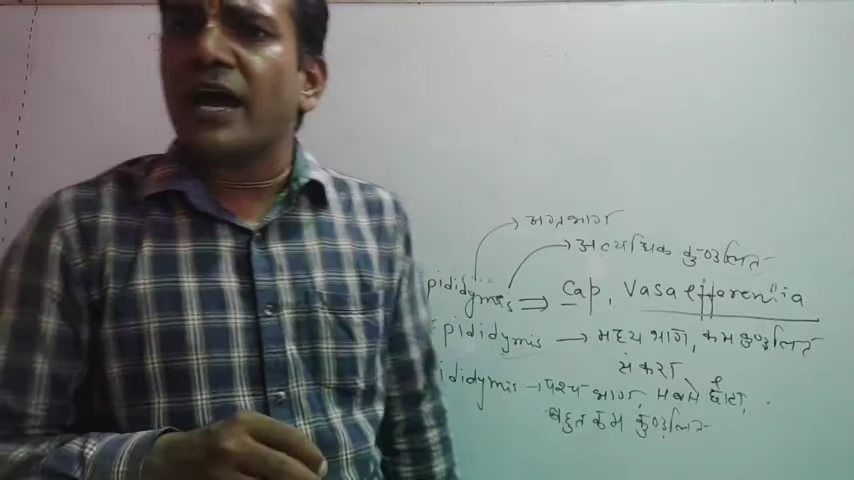 अग्रभाग
अत्यधिक कुण्डलित
pididymis ⇒ Cap, Vasa efferentia
Epididymis → मध्य भाग, कम कुण्डलित
संकरा
ididymis → पश्च भाग, सबसे छोटा,
बहुत कम कुण्डलित